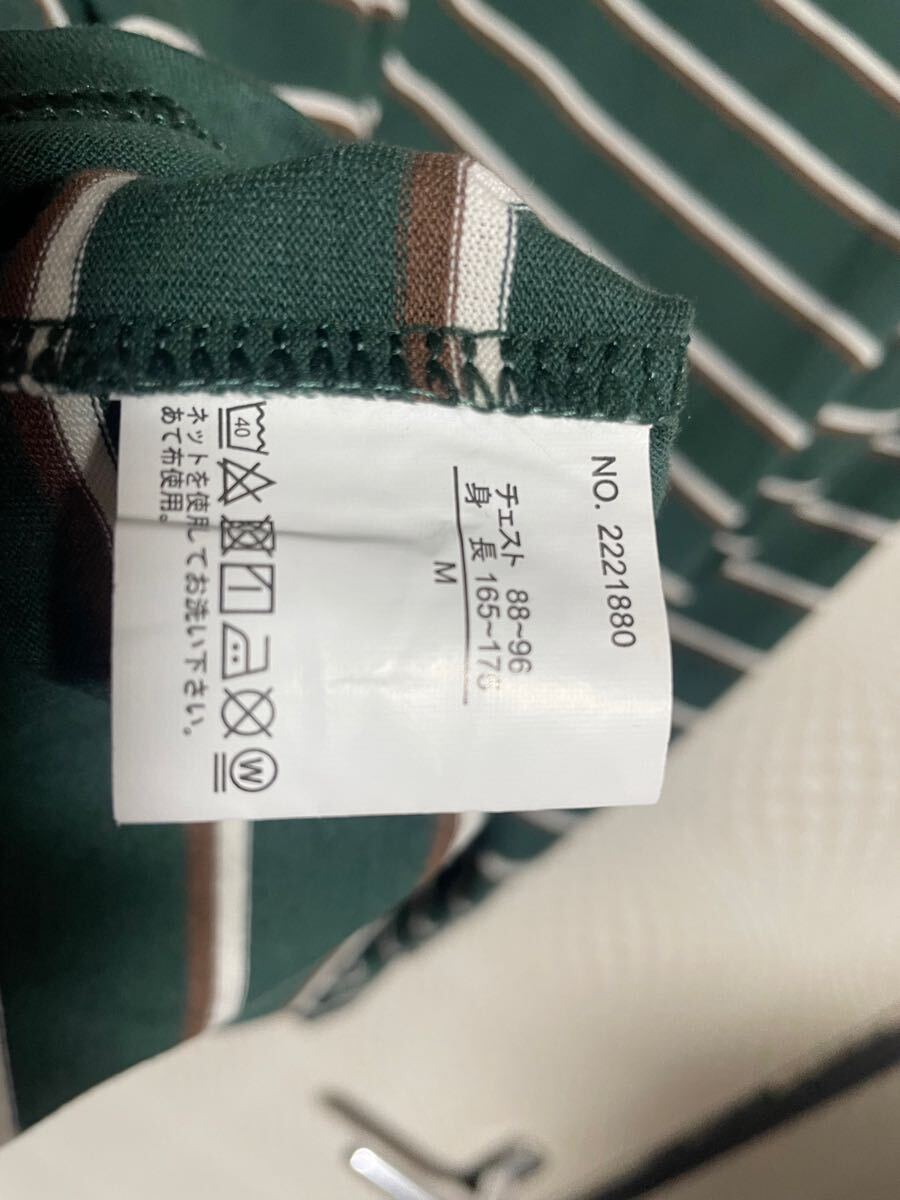 NO. 2221880
チェスト 88~96
身 長 165~175
M
40
W
ネットを使用してお洗い下さい。
あて布使用。